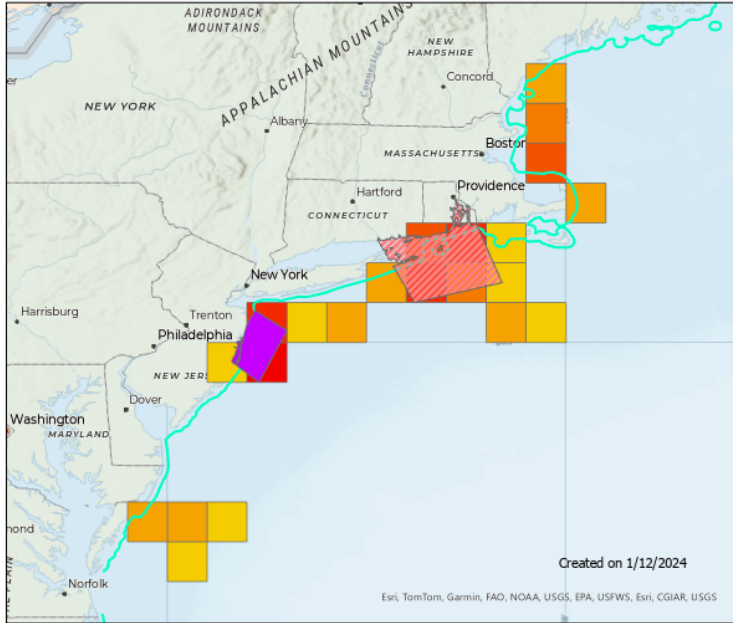 ADIRONDACK
MOUNTAINS
APPALACHIAN MOUNTAINS
Connecticut
NEW
HAMPSHIRE
Concord
NEW YORK
Albany
Boston
MASSACHUSETTS
Hartford
Providence
CONNECTICUT
New York
Harrisburg
Trenton
Philadelphia
NEW JERS
Dover
Washington
MARYLAND
mond
Norfolk
Created on 1/12/2024
Esri, TomTom, Garmin, FAO, NOAA, USGS, EPA, USFWS, Esri, CGIAR, USGS